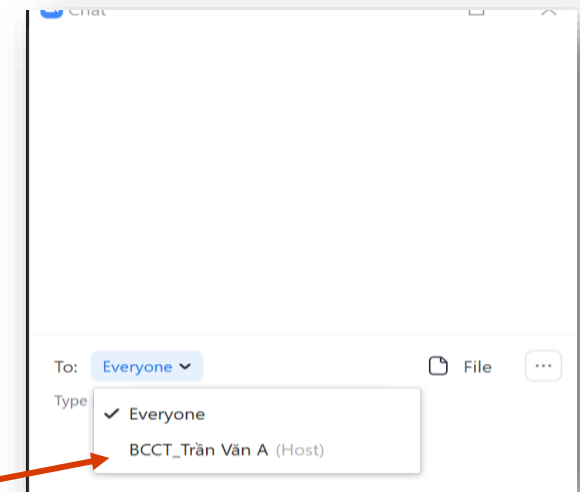 Chat
To: Everyone File ...
Type
Everyone
BCCT_Trần Văn A (Host)